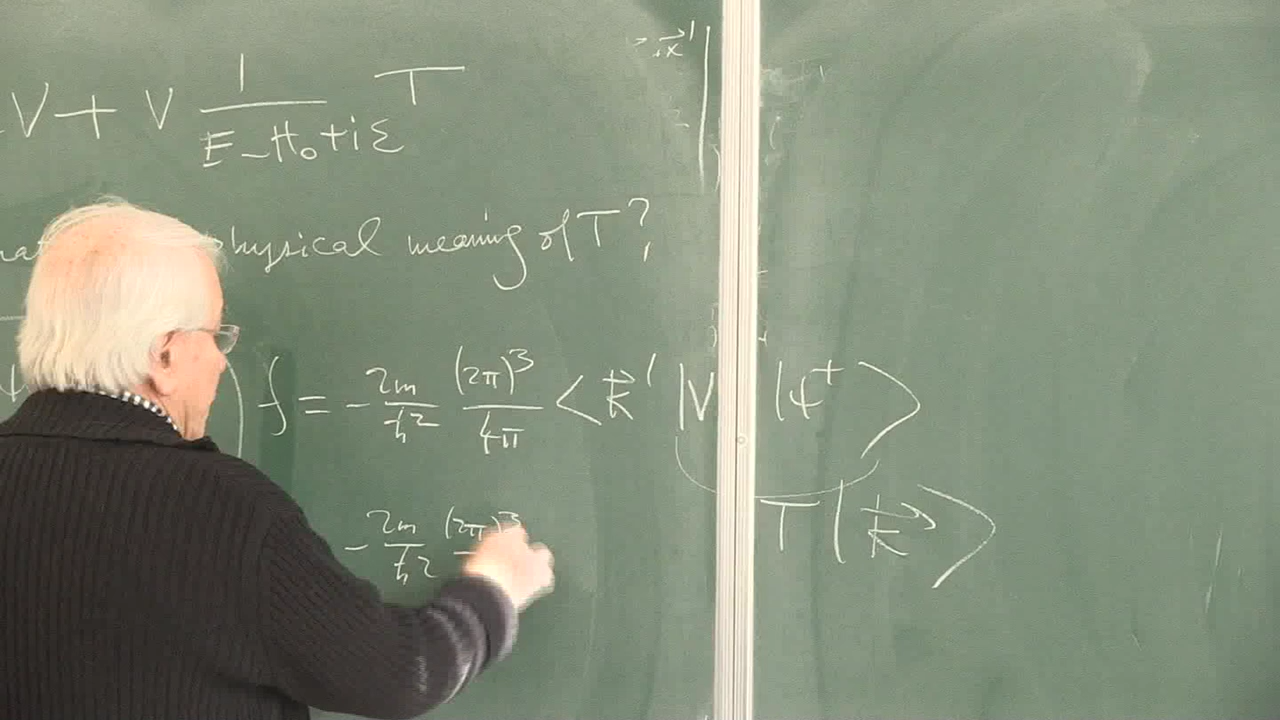 V + V 1/(E - H₀ + iε) T
physical meaning of T?
f = - 2m/ħ² (2π)³/4π < k⃗' | V | ψ⁺ >
T | k⃗ >
- 2m/ħ² (2π)³
x⃗' |